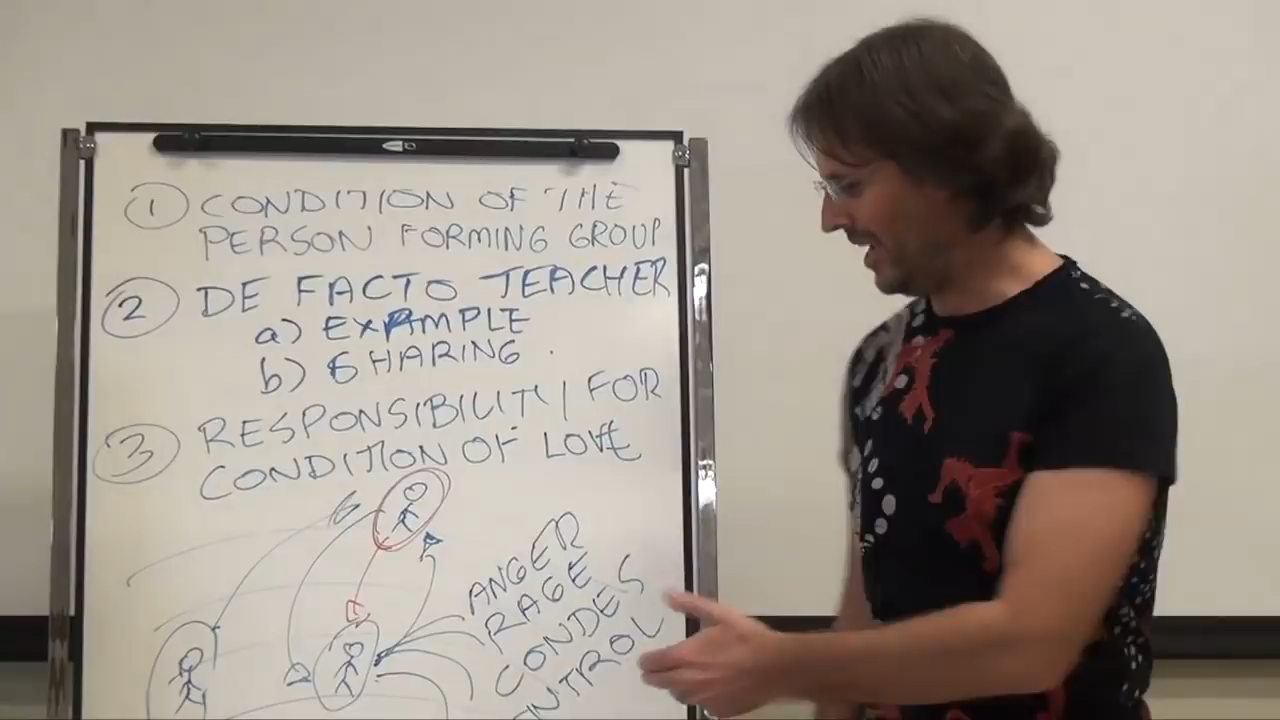 1 CONDITION OF THE
PERSON FORMING GROUP
2 DE FACTO TEACHER
a) EXAMPLE
b) SHARING
3 RESPONSIBILITY FOR
CONDITION OF LOVE
ANGER
RAGE
CONDES
NTROL